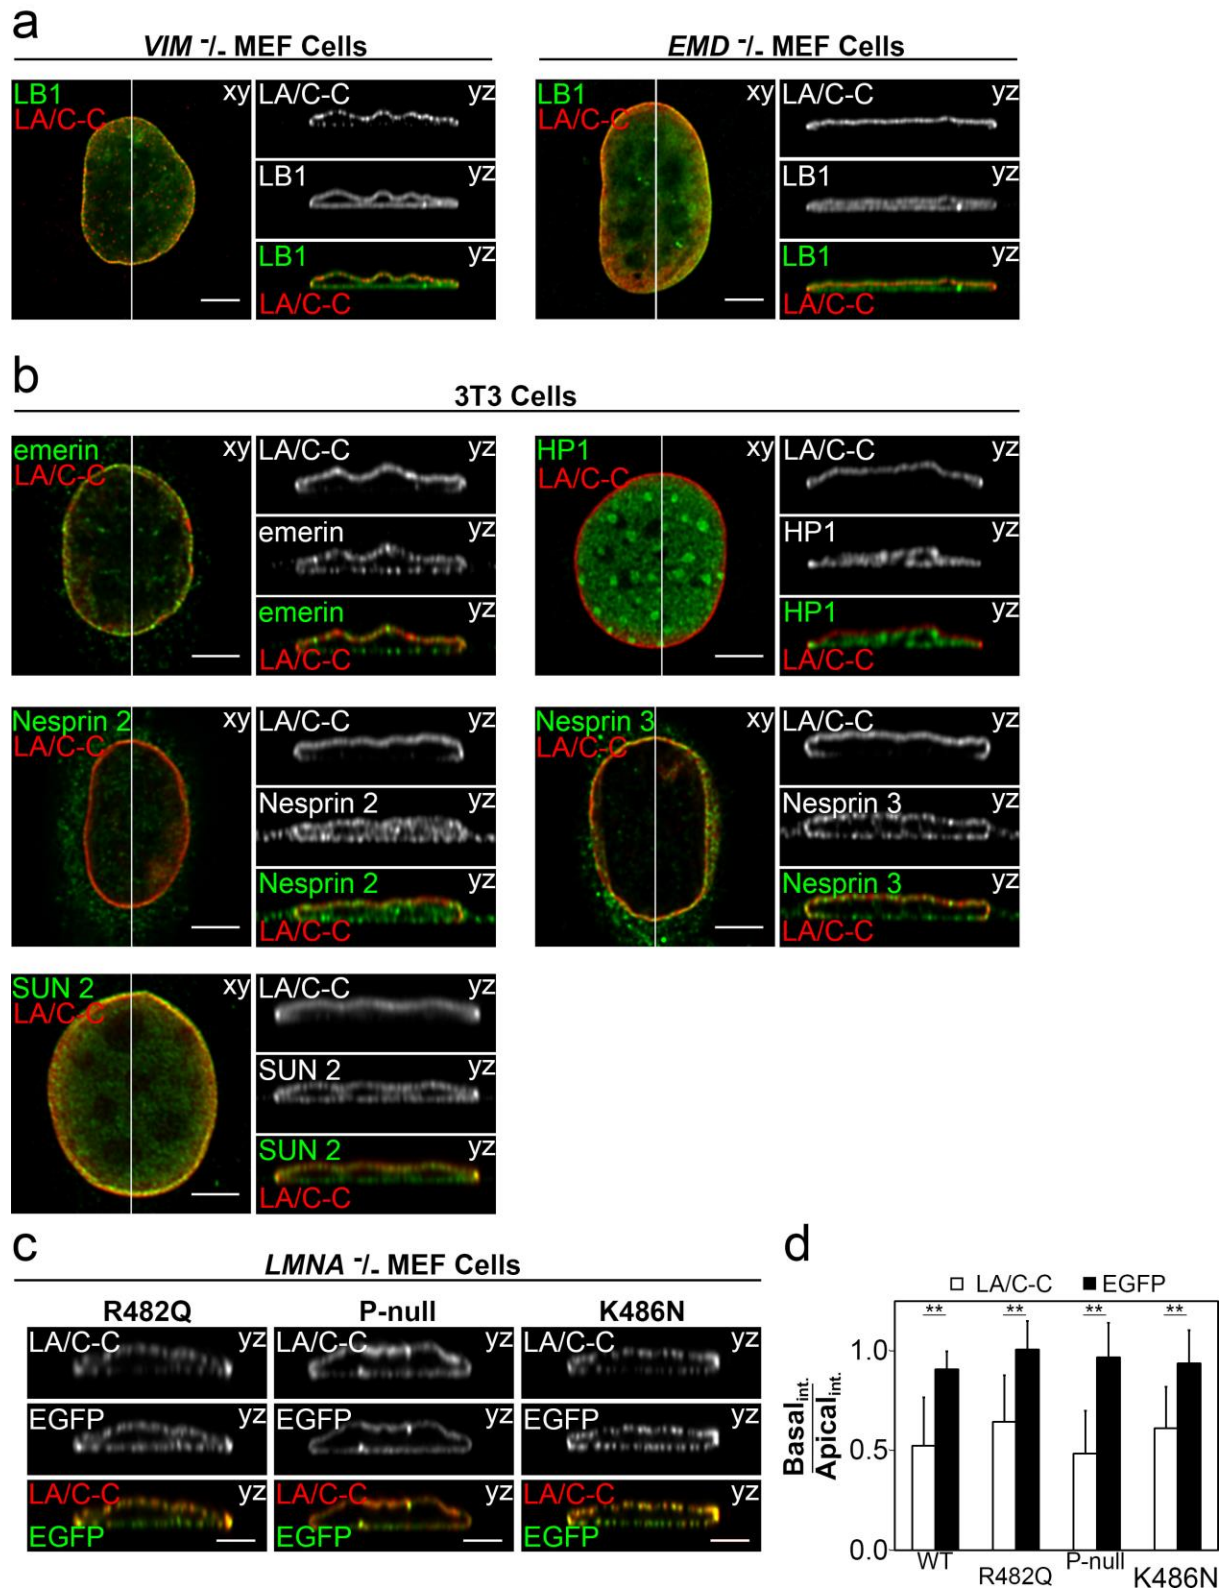 a
VIM -/- MEF Cells
EMD -/- MEF Cells
LB1
LA/C-C
xy
LA/C-C
yz
LB1
yz
LB1
LA/C-C
yz
LB1
LA/C-C
xy
LA/C-C
yz
LB1
yz
LB1
LA/C-C
yz
b
3T3 Cells
emerin
LA/C-C
xy
LA/C-C
yz
emerin
yz
emerin
LA/C-C
yz
HP1
LA/C-C
xy
LA/C-C
yz
HP1
yz
HP1
LA/C-C
yz
Nesprin 2
LA/C-C
xy
LA/C-C
yz
Nesprin 2
yz
Nesprin 2
LA/C-C
yz
Nesprin 3
LA/C-C
xy
LA/C-C
yz
Nesprin 3
yz
Nesprin 3
LA/C-C
yz
SUN 2
LA/C-C
xy
LA/C-C
yz
SUN 2
yz
SUN 2
LA/C-C
yz
c
LMNA -/- MEF Cells
R482Q
P-null
K486N
LA/C-C
yz
LA/C-C
yz
LA/C-C
yz
EGFP
yz
EGFP
yz
EGFP
yz
LA/C-C
EGFP
yz
LA/C-C
EGFP
yz
LA/C-C
EGFP
yz
d
LA/C-C EGFP
** ** ** **
1.0
0.5
0.0
Basal int.
Apical int.
WT R482Q P-null K486N